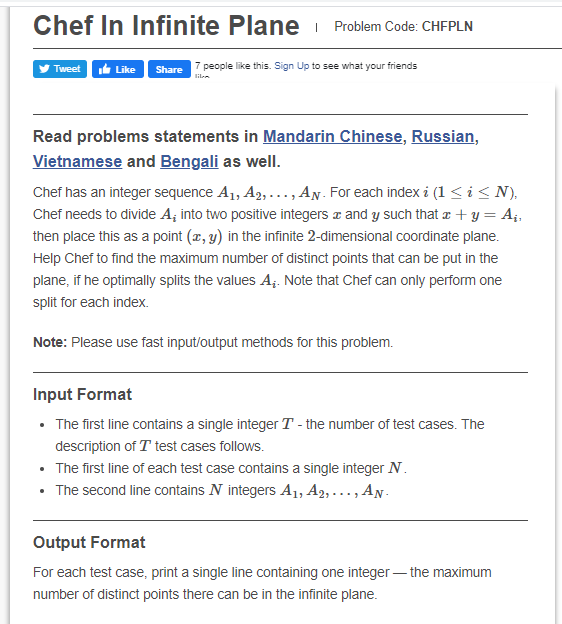 Chef In Infinite Plane | Problem Code: CHFPLN
Tweet Like Share 7 people like this. Sign Up to see what your friends
like.
Read problems statements in Mandarin Chinese, Russian,
Vietnamese and Bengali as well.
Chef has an integer sequence A₁, A₂, . . . , A_N. For each index i (1 ≤ i ≤ N),
Chef needs to divide A_i into two positive integers x and y such that x + y = A_i,
then place this as a point (x, y) in the infinite 2-dimensional coordinate plane.
Help Chef to find the maximum number of distinct points that can be put in the
plane, if he optimally splits the values A_i. Note that Chef can only perform one
split for each index.
Note: Please use fast input/output methods for this problem.
Input Format
• The first line contains a single integer T - the number of test cases. The
description of T test cases follows.
• The first line of each test case contains a single integer N.
• The second line contains N integers A₁, A₂, . . . , A_N.
Output Format
For each test case, print a single line containing one integer — the maximum
number of distinct points there can be in the infinite plane.